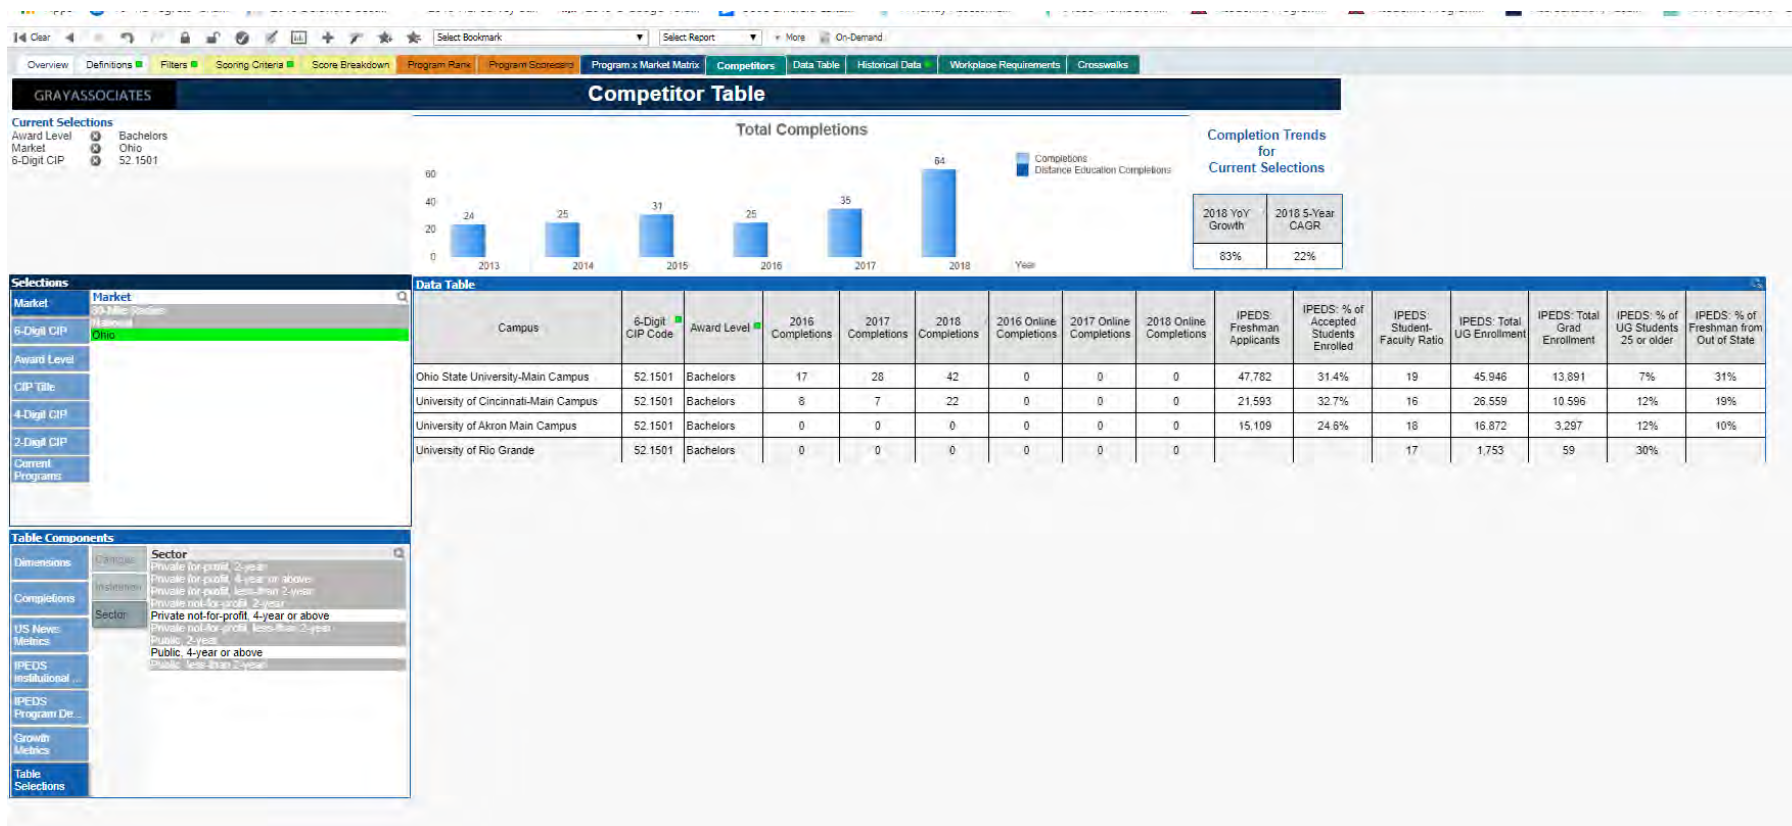 Clear
Select Bookmark
Select Report
More
On-Demand
Overview Definitions Filters Scoring Criteria Score Breakdown Program Rank Program Scorecard Program x Market Matrix Competitors Data Table Historical Data Workplace Requirements Crosswalks
GRAYASSOCIATES
Competitor Table
Current Selections
Award Level Bachelors
Market Ohio
6-Digit CIP 52.1501
Total Completions
60
40
20
0
24 25 31 25 35 64
2013 2014 2015 2016 2017 2018 Year
Completions
Distance Education Completions
Completion Trends
for
Current Selections
2018 YoY Growth 2018 5-Year CAGR
83% 22%
Selections
Market
6-Digit CIP
Award Level
CIP Title
4-Digit CIP
2-Digit CIP
Current
Programs
Market
National
Ohio
Data Table
Campus 6-Digit CIP Code Award Level 2016 Completions 2017 Completions 2018 Completions 2016 Online Completions 2017 Online Completions 2018 Online Completions IPEDS: Freshman Applicants IPEDS: % of Accepted Students Enrolled IPEDS: Student-Faculty Ratio IPEDS: Total UG Enrollment IPEDS: Total Grad Enrollment IPEDS: % of UG Students 25 or older IPEDS: % of Freshman from Out of State
Ohio State University-Main Campus 52.1501 Bachelors 17 28 42 0 0 0 47,782 31.4% 19 45,946 13,891 7% 31%
University of Cincinnati-Main Campus 52.1501 Bachelors 8 7 22 0 0 0 21,593 32.7% 16 26,559 10,596 12% 19%
University of Akron Main Campus 52.1501 Bachelors 0 0 0 0 0 0 15,109 24.6% 18 16,872 3,297 12% 10%
University of Rio Grande 52.1501 Bachelors 0 0 0 0 0 0 17 1,753 59 30%
Table Components
Dimensions
Completions
US News
Metrics
IPEDS
Institutional ...
IPEDS
Program De...
Growth
Metrics
Table
Selections
Campus
Institution
Sector
Sector
Private for-profit, 2-year
Private for-profit, 4-year or above
Private for-profit, less-than 2-year
Private not-for-profit, 2-year
Private not-for-profit, 4-year or above
Private not-for-profit, less-than 2-year
Public, 2-year
Public, 4-year or above
Public, less-than 2-year